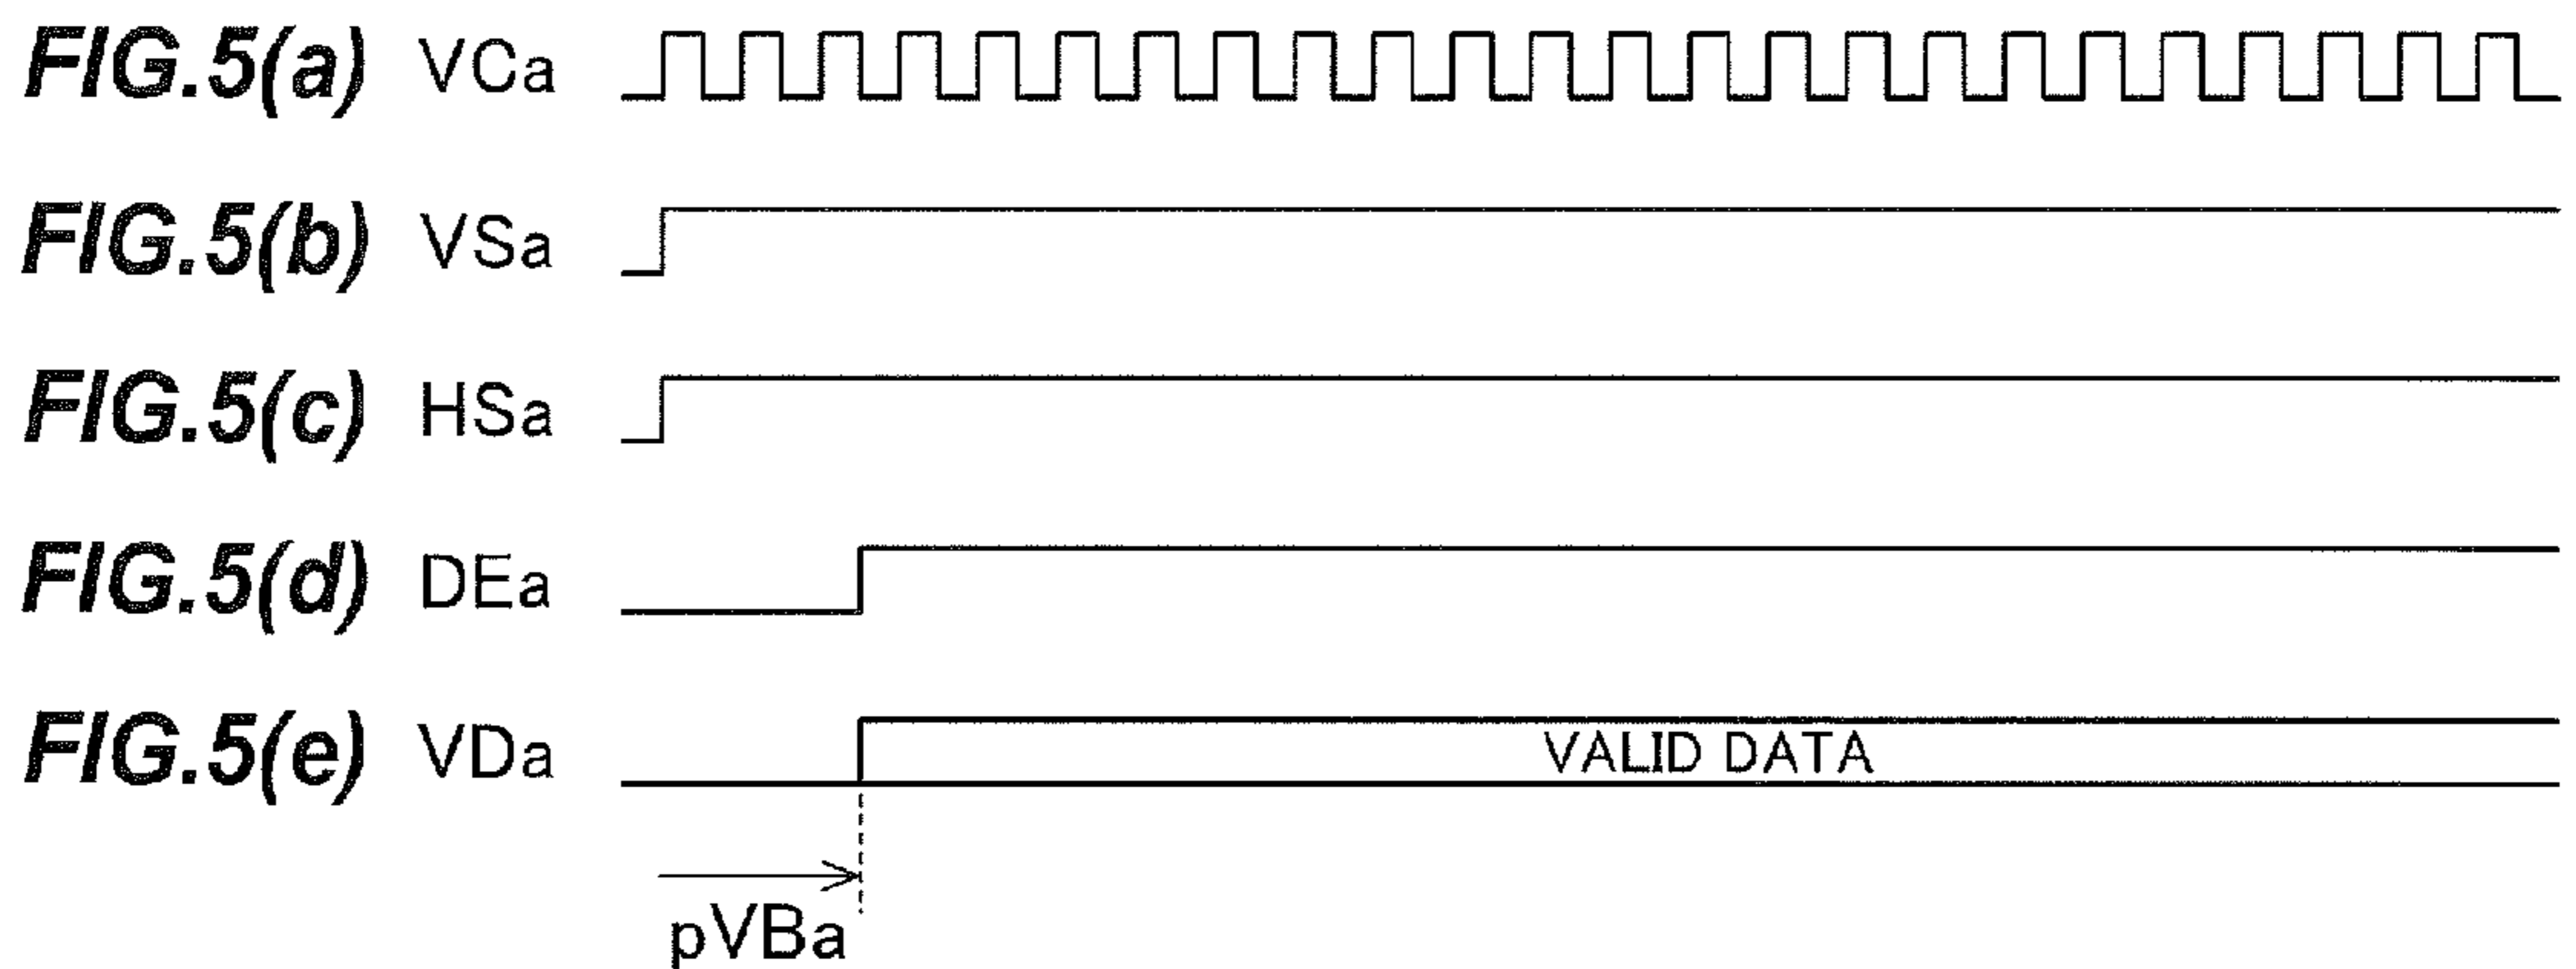 FIG.5(a) VCa
FIG.5(b) VSa
FIG.5(c) HSa
FIG.5(d) DEa
FIG.5(e) VDa
VALID DATA
pVBa